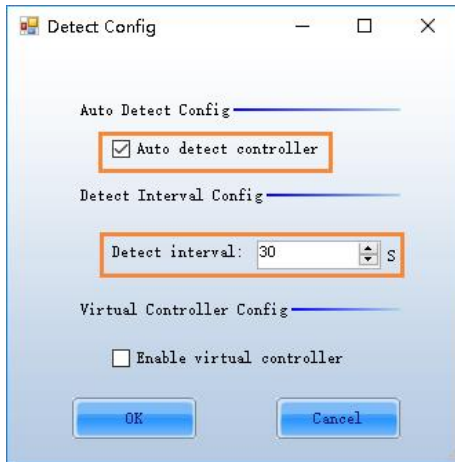 Detect Config
Auto Detect Config
Auto detect controller
Detect Interval Config
Detect interval: 30 S
Virtual Controller Config
Enable virtual controller
OK Cancel